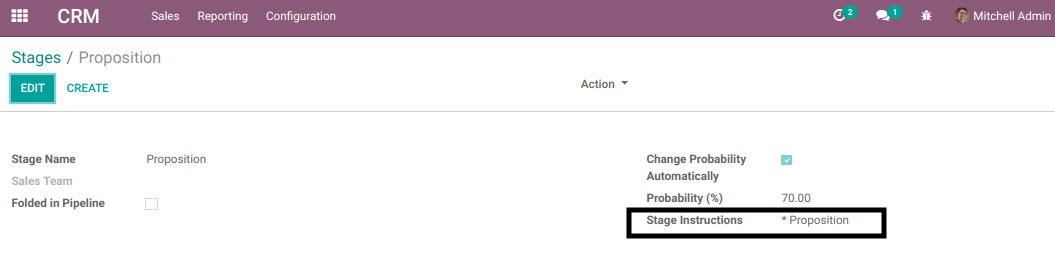 CRM Sales Reporting Configuration 2 1 Mitchell Admin
Stages / Proposition
EDIT CREATE Action
Stage Name Proposition
Sales Team
Folded in Pipeline
Change Probability
Automatically
Probability (%) 70.00
Stage Instructions * Proposition